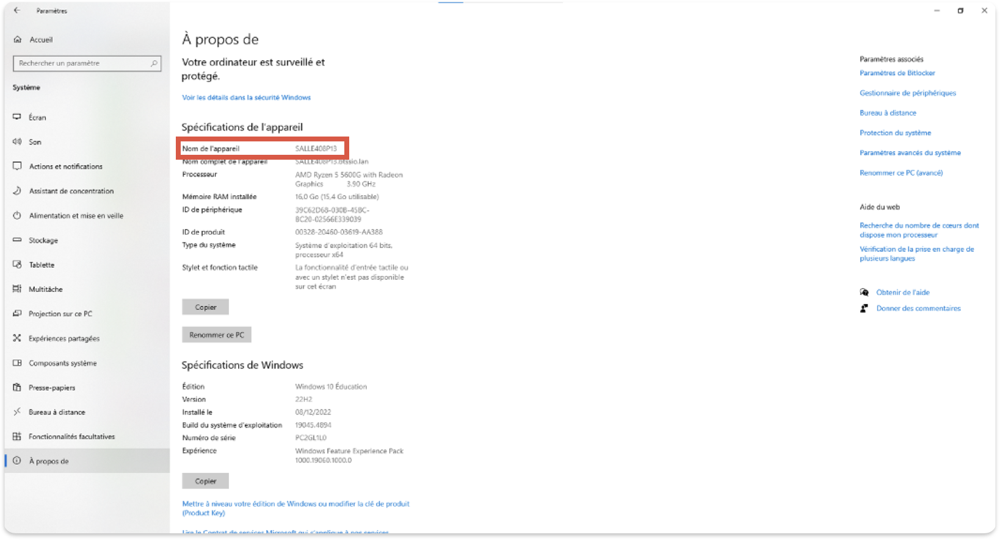 Paramètres
Accueil
Rechercher un paramètre
Système
Écran
Son
Actions et notifications
Assistant de concentration
Alimentation et mise en veille
Stockage
Tablette
Multitâche
Projection sur ce PC
Expériences partagées
Composants système
Presse-papiers
Bureau à distance
Fonctionnalités facultatives
À propos de
À propos de
Votre ordinateur est surveillé et
protégé.
Voir les détails dans la sécurité Windows
Spécifications de l'appareil
Nom de l'appareil SALLE408P13
Nom complet de l'appareil SALLE408P13.btssio.lan
Processeur AMD Ryzen 5 5600G with Radeon
Graphics 3.90 GHz
Mémoire RAM installée 16,0 Go (15,4 Go utilisable)
ID de périphérique 39C62D68-030B-45BC-
BC20-02566E339039
ID de produit 00328-20460-03619-AA388
Type du système Système d'exploitation 64 bits,
processeur x64
Stylet et fonction tactile La fonctionnalité d'entrée tactile ou
avec un stylet n'est pas disponible
sur cet écran
Copier
Renommer ce PC
Spécifications de Windows
Édition Windows 10 Éducation
Version 22H2
Installé le 08/12/2022
Build du système d'exploitation 19045.4894
Numéro de série PC2GL1L0
Expérience Windows Feature Experience Pack
1000.19060.1000.0
Copier
Mettre à niveau votre édition de Windows ou modifier la clé de produit
(Product Key)
Lire le Contrat de services Microsoft qui s'applique à nos services
Paramètres associés
Paramètres de Bitlocker
Gestionnaire de périphériques
Bureau à distance
Protection du système
Paramètres avancés du système
Renommer ce PC (avancé)
Aide du web
Recherche du nombre de cœurs dont
dispose mon processeur
Vérification de la prise en charge de
plusieurs langues
Obtenir de l'aide
Donner des commentaires